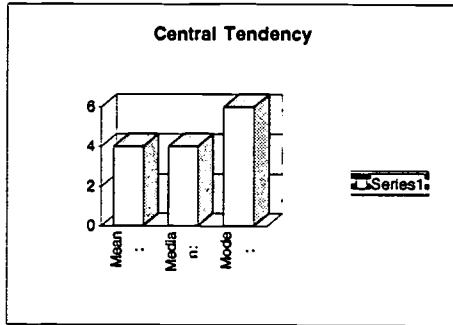 Central Tendency
6
4
2
0
Mean
:
Media
n:
Mode
:
Series1